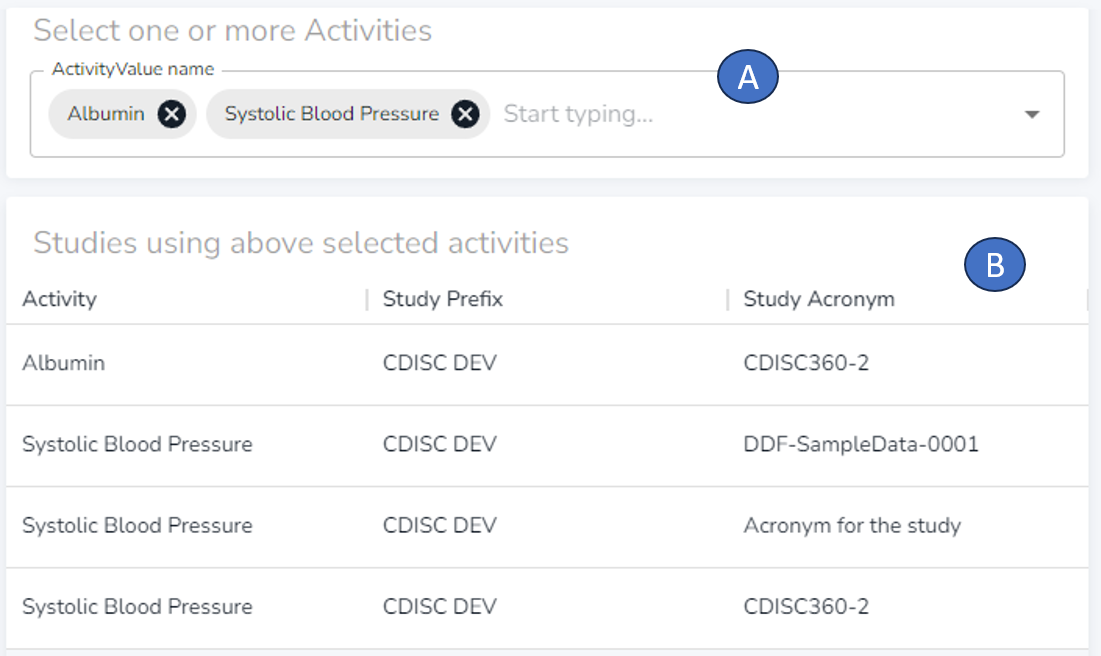 Select one or more Activities
ActivityValue name
A
Albumin Systolic Blood Pressure Start typing...
Studies using above selected activities
B
Activity Study Prefix Study Acronym
Albumin CDISC DEV CDISC360-2
Systolic Blood Pressure CDISC DEV DDF-SampleData-0001
Systolic Blood Pressure CDISC DEV Acronym for the study
Systolic Blood Pressure CDISC DEV CDISC360-2